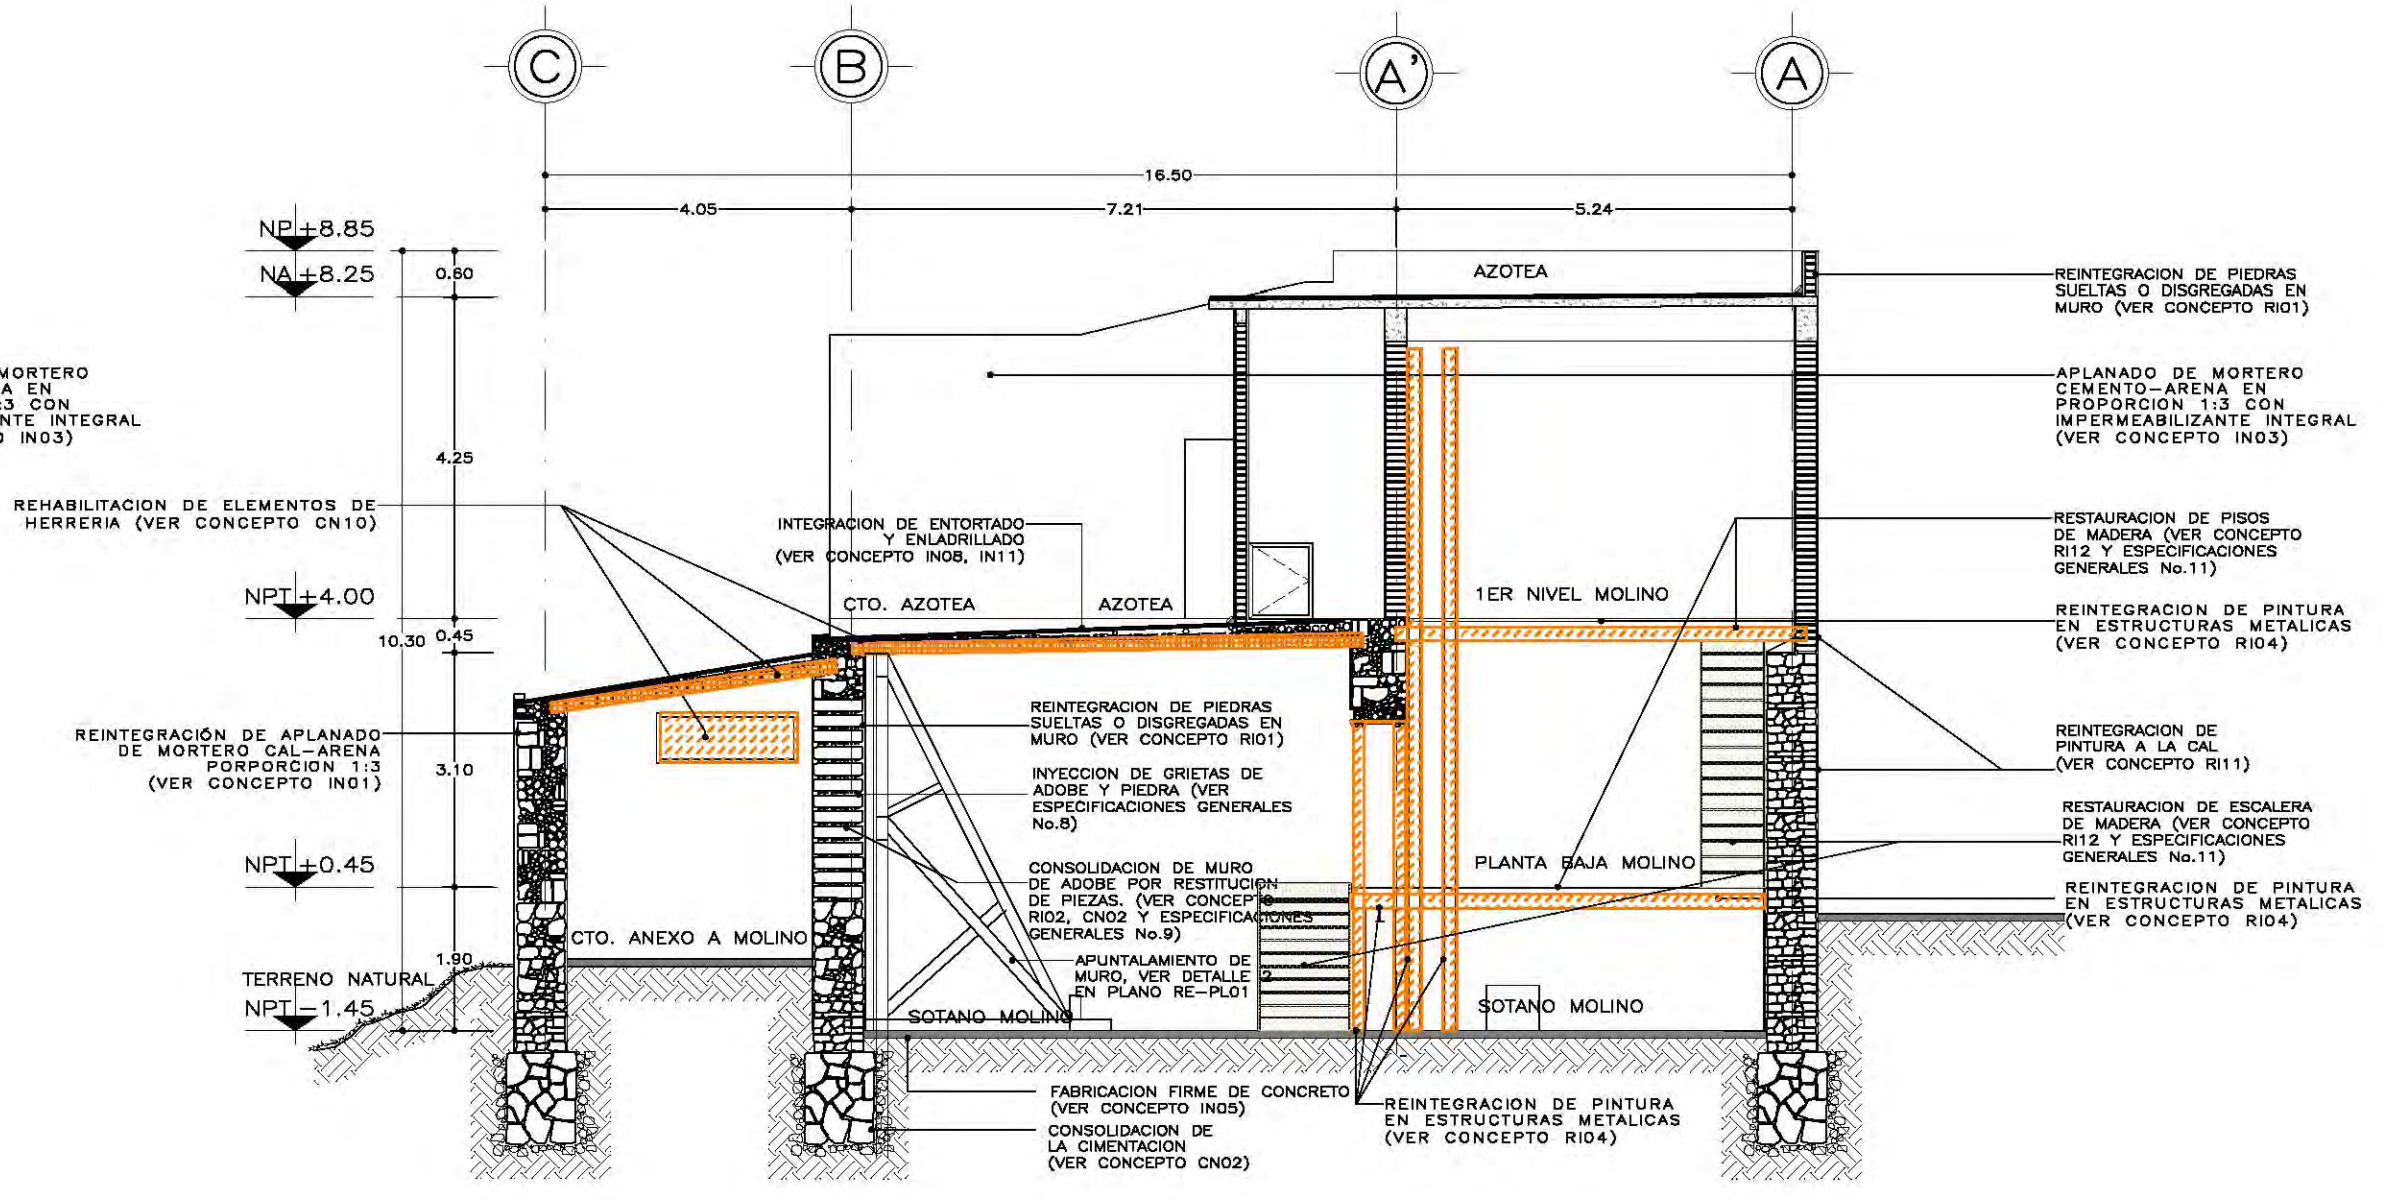 C
B
A'
A
16.50
4.05
7.21
5.24
NP +8.85
NA +8.25
0.60
AZOTEA
REINTEGRACION DE PIEDRAS
SUELTAS O DISGREGADAS EN
MURO (VER CONCEPTO RI01)
MORTERO
A EN
:3 CON
NTE INTEGRAL
O IN03)
APLANADO DE MORTERO
CEMENTO-ARENA EN
PROPORCION 1:3 CON
IMPERMEABILIZANTE INTEGRAL
(VER CONCEPTO IN03)
4.25
REHABILITACION DE ELEMENTOS DE
HERRERIA (VER CONCEPTO CN10)
INTEGRACION DE ENTORTADO
Y ENLADRILLADO
(VER CONCEPTO IN08, IN11)
RESTAURACION DE PISOS
DE MADERA (VER CONCEPTO
RI12 Y ESPECIFICACIONES
GENERALES No.11)
NPT +4.00
CTO. AZOTEA
AZOTEA
1ER NIVEL MOLINO
REINTEGRACION DE PINTURA
EN ESTRUCTURAS METALICAS
(VER CONCEPTO RI04)
10.30
0.45
REINTEGRACIÓN DE APLANADO
DE MORTERO CAL-ARENA
PORPORCION 1:3
(VER CONCEPTO IN01)
3.10
REINTEGRACION DE PIEDRAS
SUELTAS O DISGREGADAS EN
MURO (VER CONCEPTO RI01)
REINTEGRACION DE
PINTURA A LA CAL
(VER CONCEPTO RI11)
INYECCION DE GRIETAS DE
ADOBE Y PIEDRA (VER
ESPECIFICACIONES GENERALES
No.8)
RESTAURACION DE ESCALERA
DE MADERA (VER CONCEPTO
RI12 Y ESPECIFICACIONES
GENERALES No.11)
NPT +0.45
CONSOLIDACION DE MURO
DE ADOBE POR RESTITUCION
DE PIEZAS. (VER CONCEPTO
RI02, CN02 Y ESPECIFICACIONES
GENERALES No.9)
PLANTA BAJA MOLINO
REINTEGRACION DE PINTURA
EN ESTRUCTURAS METALICAS
(VER CONCEPTO RI04)
1
CTO. ANEXO A MOLINO
1.90
APUNTALAMIENTO DE
MURO, VER DETALLE 2
EN PLANO RE-PL01
TERRENO NATURAL
NPT -1.45
SOTANO MOLINO
SOTANO MOLINO
FABRICACION FIRME DE CONCRETO
(VER CONCEPTO IN05)
CONSOLIDACION DE
LA CIMENTACION
(VER CONCEPTO CN02)
REINTEGRACION DE PINTURA
EN ESTRUCTURAS METALICAS
(VER CONCEPTO RI04)